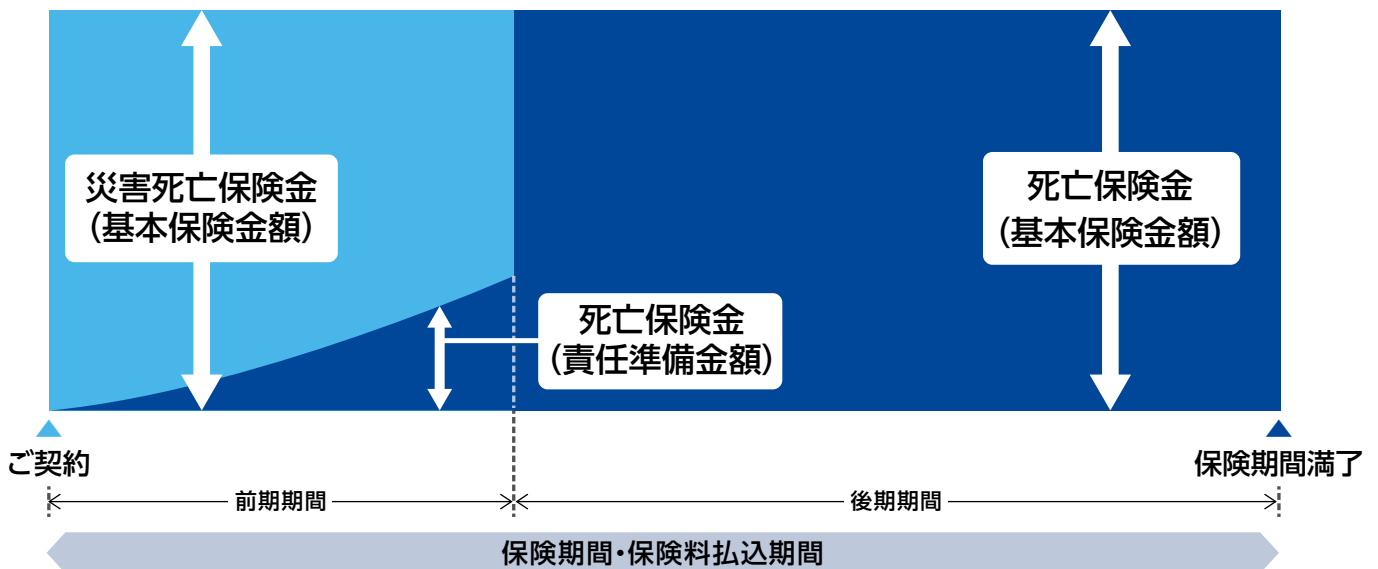 災害死亡保険金
(基本保険金額)
死亡保険金
(基本保険金額)
死亡保険金
(責任準備金額)
ご契約
保険期間満了
前期期間
後期期間
保険期間・保険料払込期間